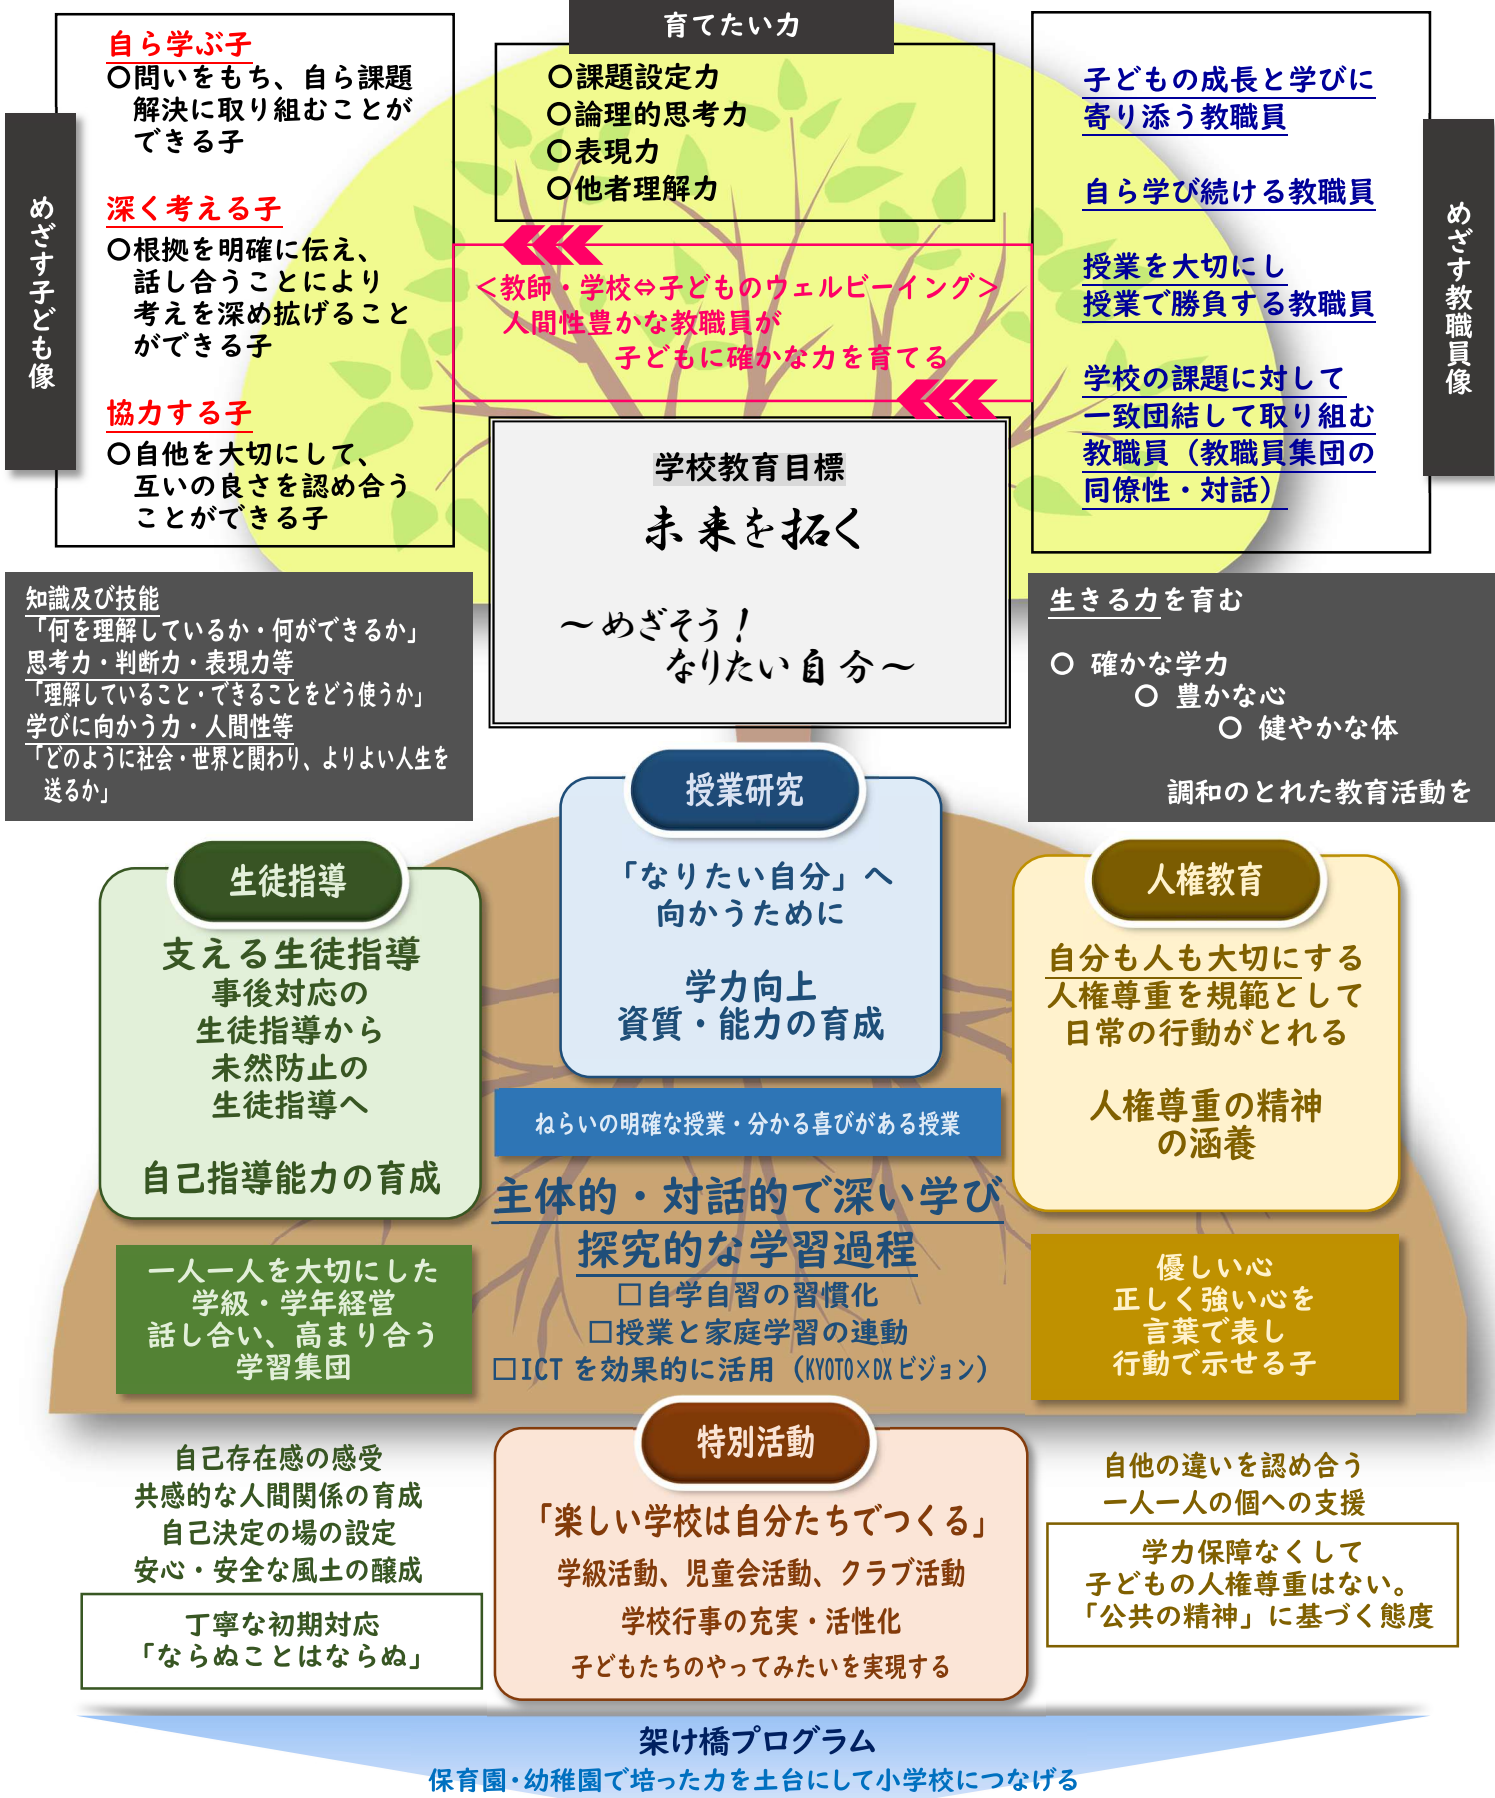 育てたい力
〇課題設定力
〇論理的思考力
〇表現力
〇他者理解力
めざす子ども像
自ら学ぶ子
〇問いをもち、自ら課題
解決に取り組むことが
できる子
深く考える子
〇根拠を明確に伝え、
話し合うことにより
考えを深め拡げること
ができる子
協力する子
〇自他を大切にして、
互いの良さを認め合う
ことができる子
めざす教職員像
子どもの成長と学びに
寄り添う教職員
自ら学び続ける教職員
授業を大切にし
授業で勝負する教職員
学校の課題に対して
一致団結して取り組む
教職員（教職員集団の
同僚性・対話）
＜教師・学校⇔子どものウェルビーイング＞
人間性豊かな教職員が
子どもに確かな力を育てる
学校教育目標
未来を拓く
～めざそう！
なりたい自分～
知識及び技能
「何を理解しているか・何ができるか」
思考力・判断力・表現力等
「理解していること・できることをどう使うか」
学びに向かう力・人間性等
「どのように社会・世界と関わり、よりよい人生を
送るか」
生きる力を育む
〇 確かな学力
〇 豊かな心
〇 健やかな体
調和のとれた教育活動を
授業研究
「なりたい自分」へ
向かうために
学力向上
資質・能力の育成
ねらいの明確な授業・分かる喜びがある授業
主体的・対話的で深い学び
探究的な学習過程
□自学自習の習慣化
□授業と家庭学習の連動
□ICTを効果的に活用（KYOTO×DXビジョン）
生徒指導
支える生徒指導
事後対応の
生徒指導から
未然防止の
生徒指導へ
自己指導能力の育成
一人一人を大切にした
学級・学年経営
話し合い、高まり合う
学習集団
自己存在感の感受
共感的な人間関係の育成
自己決定の場の設定
安心・安全な風土の醸成
丁寧な初期対応
「ならぬことはならぬ」
人権教育
自分も人も大切にする
人権尊重を規範として
日常の行動がとれる
人権尊重の精神
の涵養
優しい心
正しく強い心を
言葉で表し
行動で示せる子
自他の違いを認め合う
一人一人の個への支援
学力保障なくして
子どもの人権尊重はない。
「公共の精神」に基づく態度
特別活動
「楽しい学校は自分たちでつくる」
学級活動、児童会活動、クラブ活動
学校行事の充実・活性化
子どもたちのやってみたいを実現する
架け橋プログラム
保育園・幼稚園で培った力を土台にして小学校につなげる